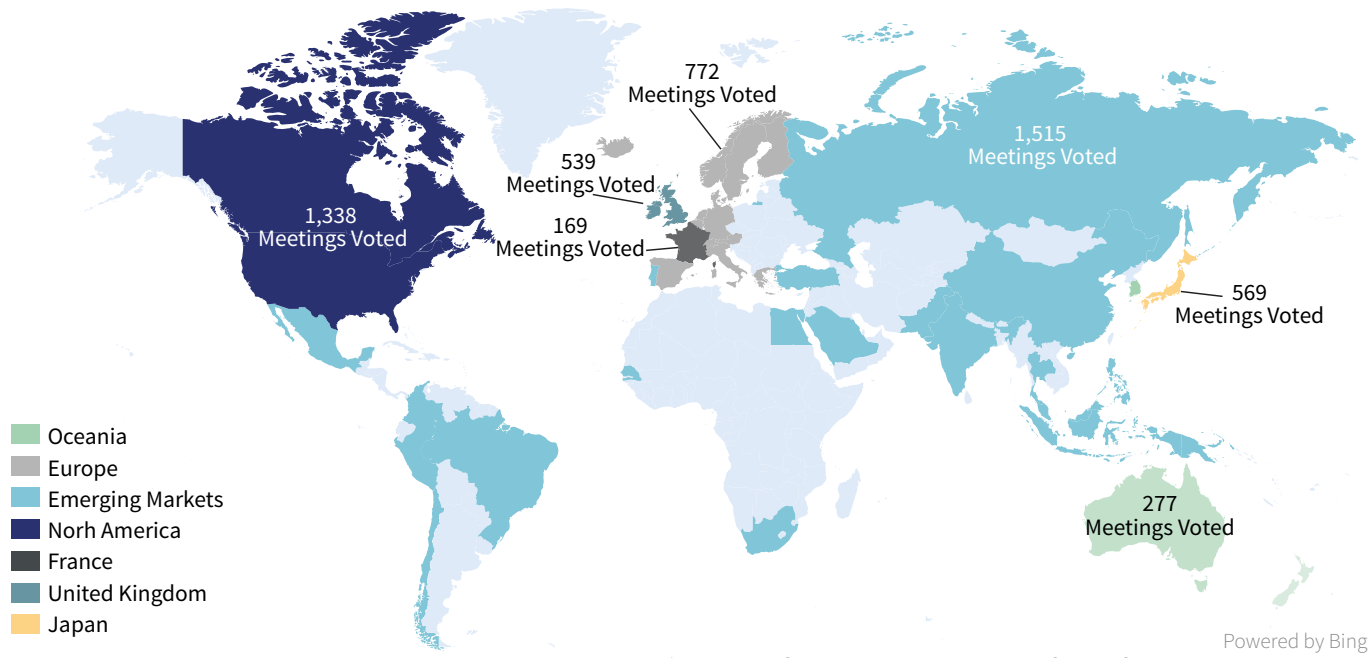 772
Meetings Voted
1,515
Meetings Voted
539
Meetings Voted
1,338
Meetings Voted
169
Meetings Voted
569
Meetings Voted
277
Meetings Voted
Oceania
Europe
Emerging Markets
Norh America
France
United Kingdom
Japan
Powered by Bing